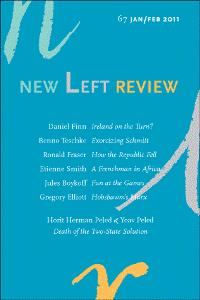 67 JAN/FEB 2011
NEW LEFT REVIEW
Daniel Finn Ireland on the Turn?
Benno Teschke Exorcizing Schmitt
Ronald Fraser How the Republic Fell
Etienne Smith A Frenchman in Africa
Jules Boykoff Fun at the Games
Gregory Elliott Hobsbawm's Marx
Horit Herman Peled & Yoav Peled
Death of the Two-State Solution